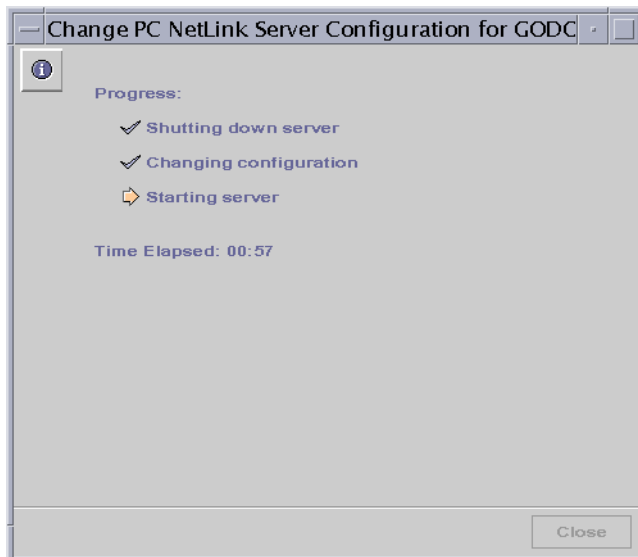 Change PC NetLink Server Configuration for GODC
Progress:
Shutting down server
Changing configuration
Starting server
Time Elapsed: 00:57
Close